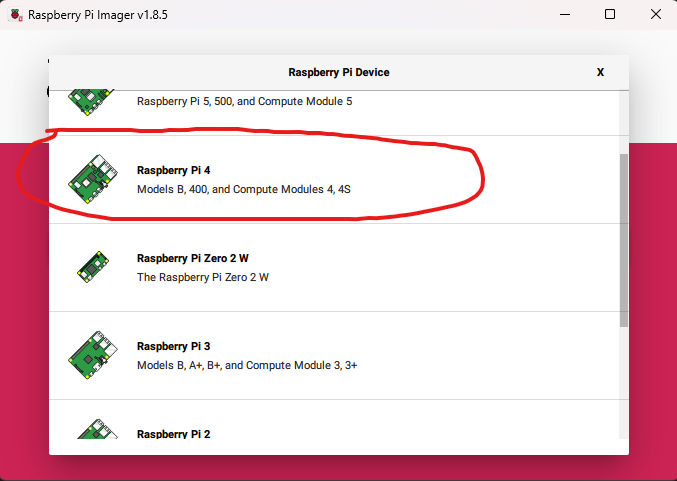 Raspberry Pi Imager v1.8.5
Raspberry Pi Device
X
Raspberry Pi 5, 500, and Compute Module 5
Raspberry Pi 4
Models B, 400, and Compute Modules 4, 4S
Raspberry Pi Zero 2 W
The Raspberry Pi Zero 2 W
Raspberry Pi 3
Models B, A+, B+, and Compute Module 3, 3+
Raspberry Pi 2